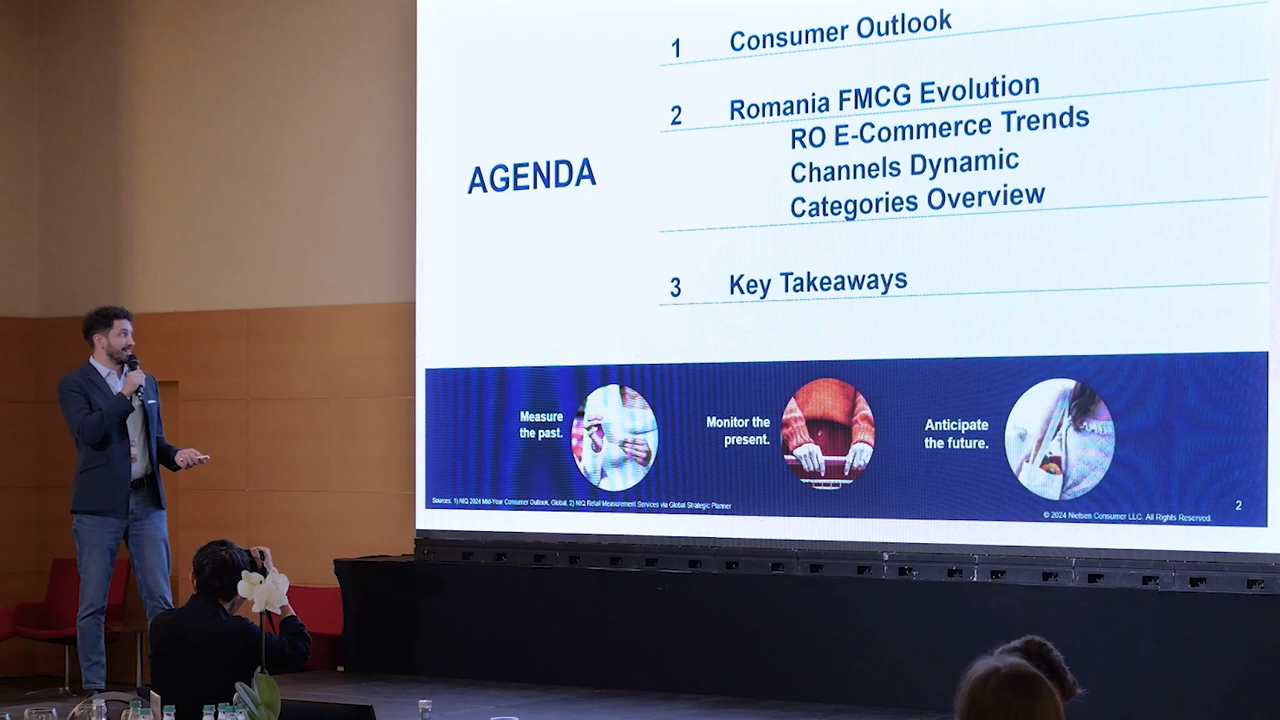 1 Consumer Outlook
2 Romania FMCG Evolution
RO E-Commerce Trends
Channels Dynamic
Categories Overview
AGENDA
3 Key Takeaways
Measure
the past.
Monitor the
present.
Anticipate
the future.
Sources: 1) NIQ 2024 Mid-Year Consumer Outlook, Global, 2) NIQ Retail Measurement Services via Global Strategic Planner
2
© 2024 Nielsen Consumer LLC. All Rights Reserved.